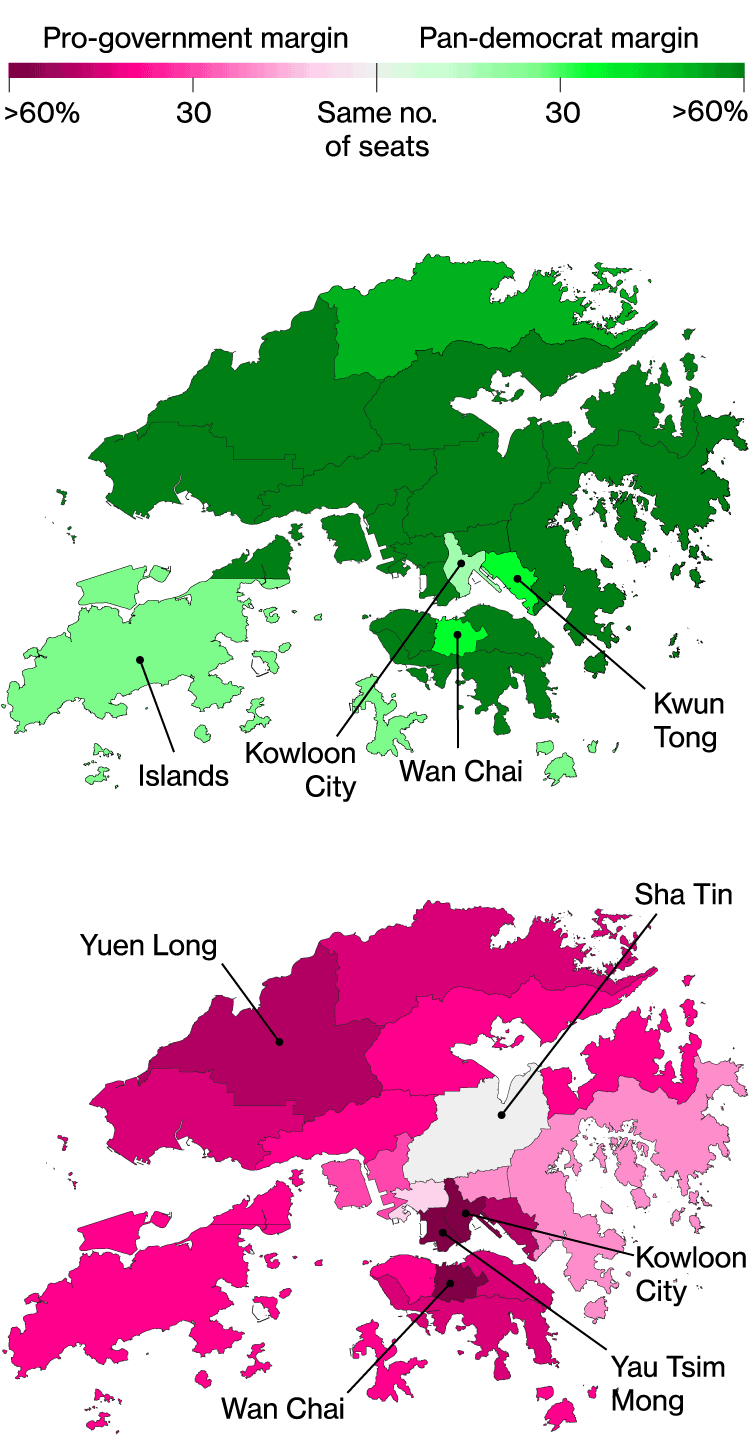 Pro-government margin
Pan-democrat margin
>60%
30
Same no.
of seats
30
>60%
Kwun
Tong
Kowloon
City
Wan Chai
Islands
Sha Tin
Yuen Long
Kowloon
City
Yau Tsim
Mong
Wan Chai